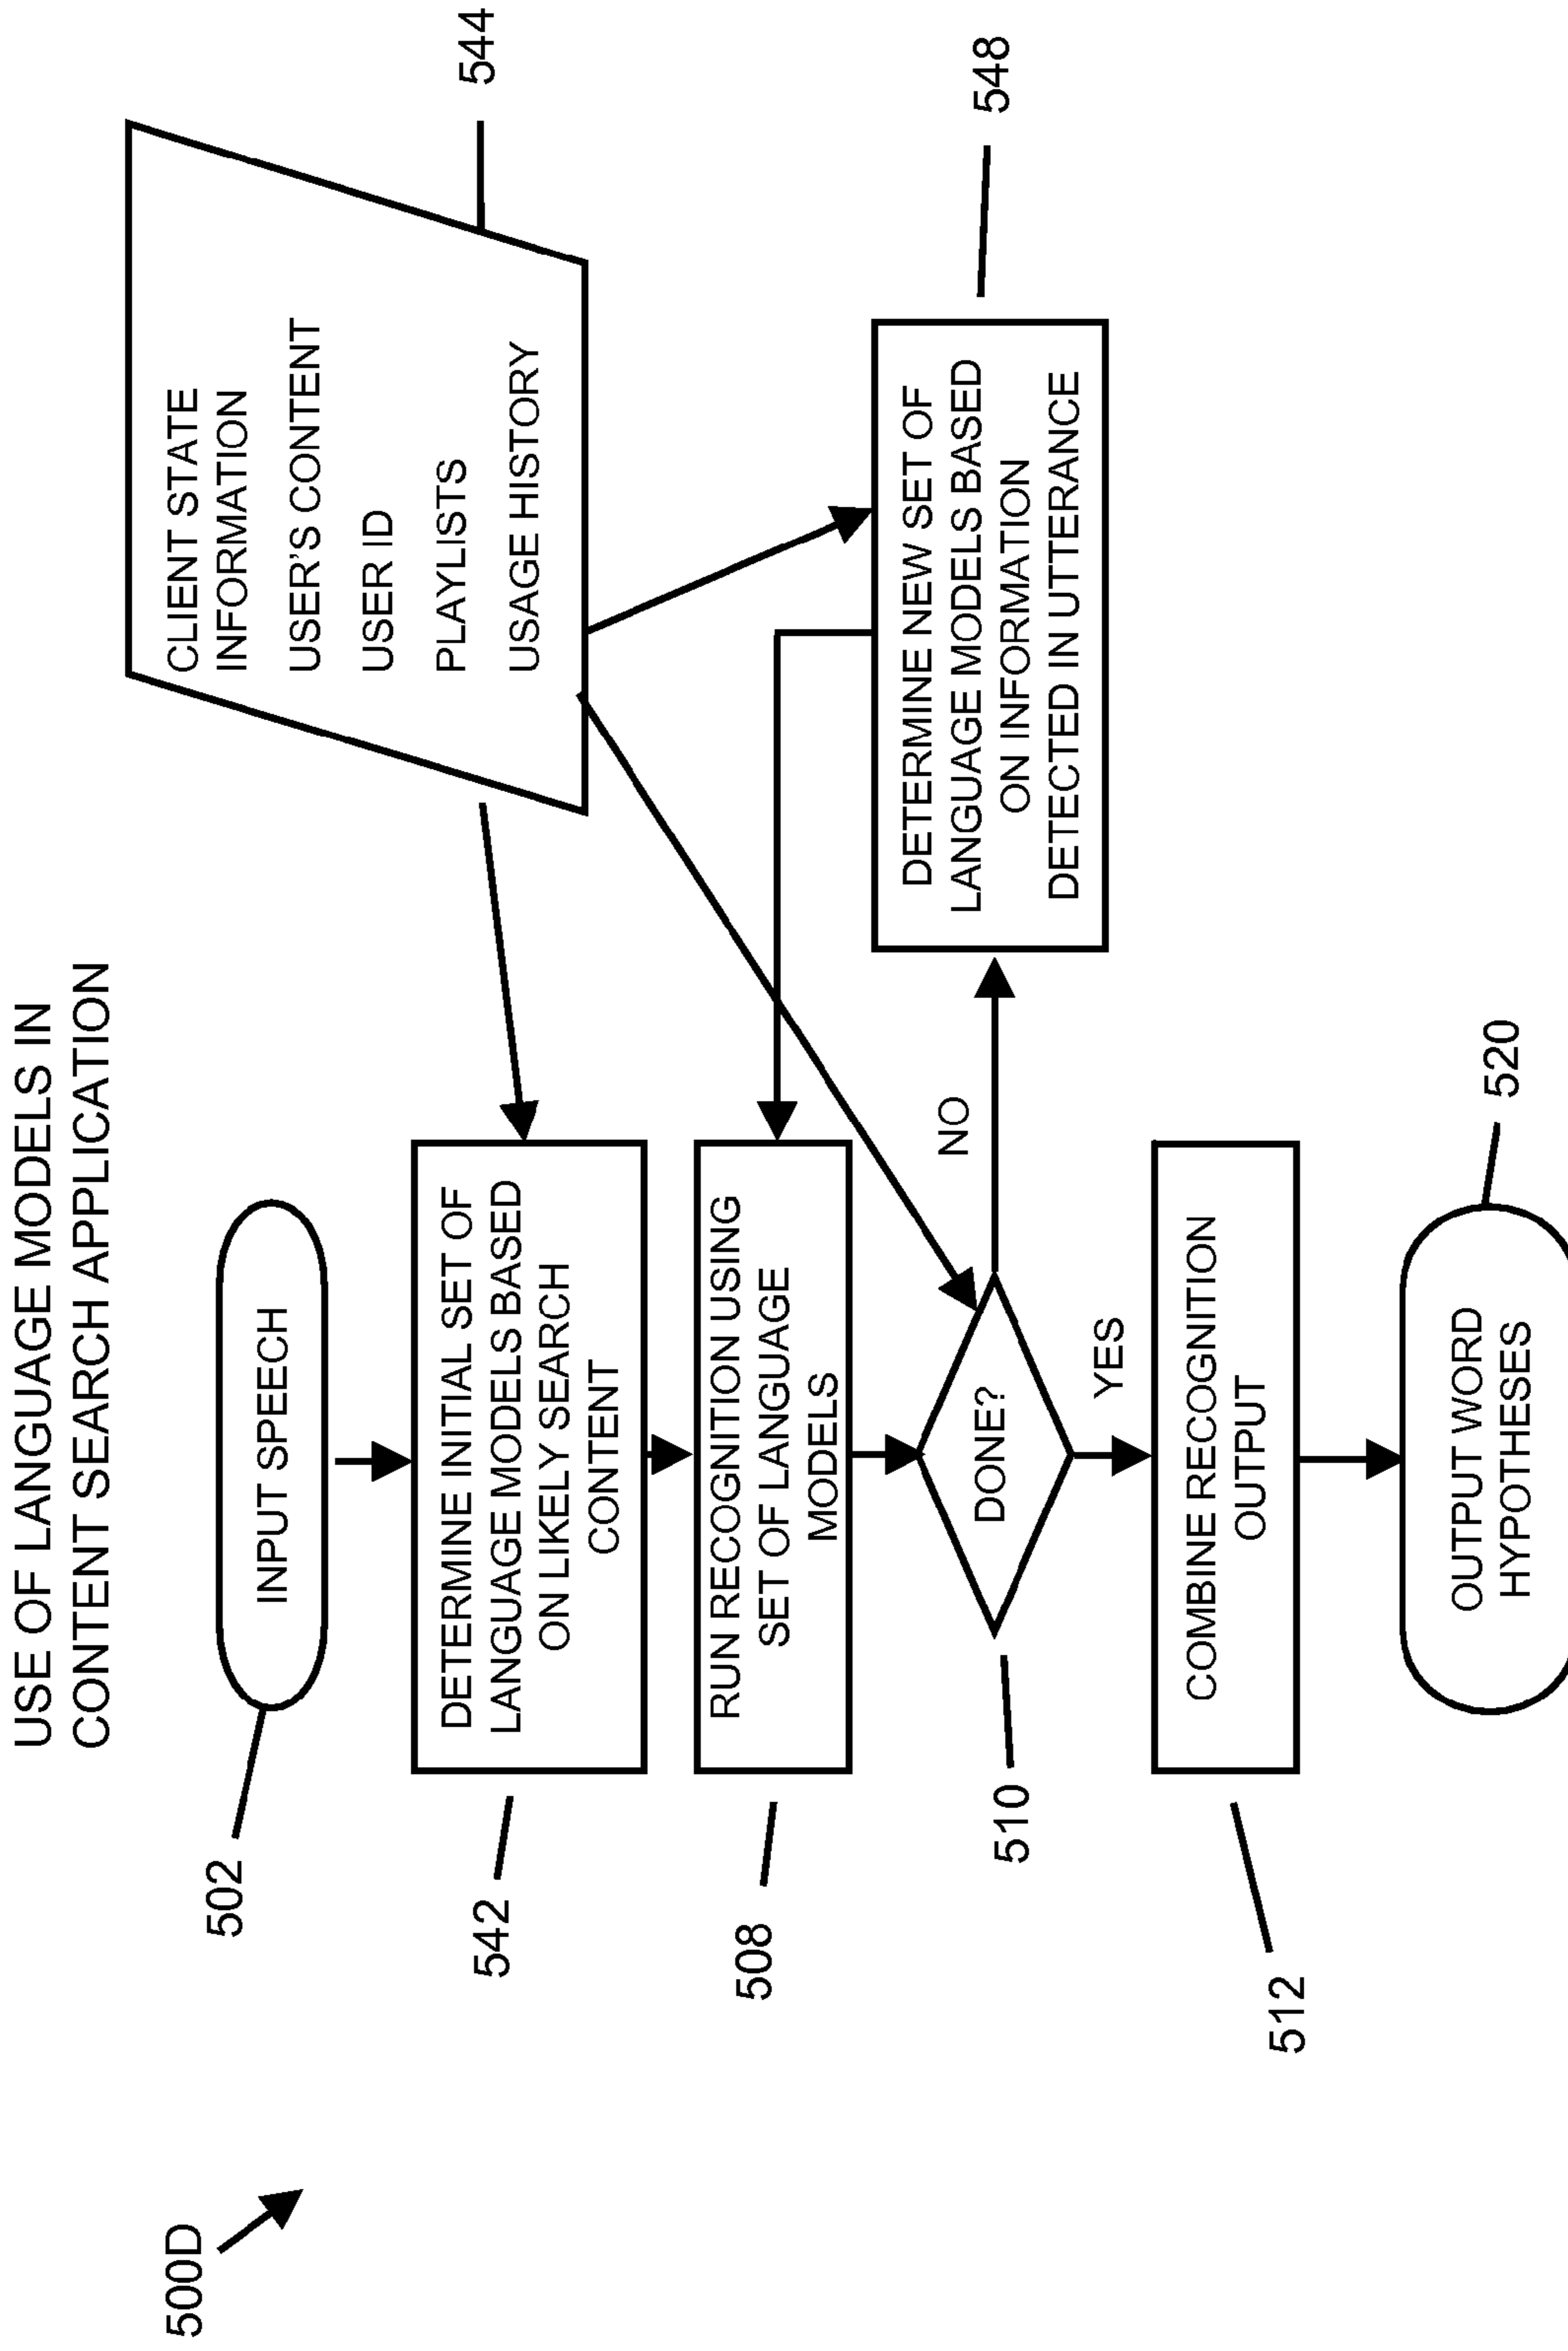 USE OF LANGUAGE MODELS IN
CONTENT SEARCH APPLICATION
500D
502
INPUT SPEECH
544
CLIENT STATE
INFORMATION
USER'S CONTENT
USER ID
PLAYLISTS
USAGE HISTORY
542
DETERMINE INITIAL SET OF
LANGUAGE MODELS BASED
ON LIKELY SEARCH
CONTENT
508
RUN RECOGNITION USING
SET OF LANGUAGE
MODELS
548
DETERMINE NEW SET OF
LANGUAGE MODELS BASED
ON INFORMATION
DETECTED IN UTTERANCE
510
DONE?
NO
YES
512
COMBINE RECOGNITION
OUTPUT
520
OUTPUT WORD
HYPOTHESES